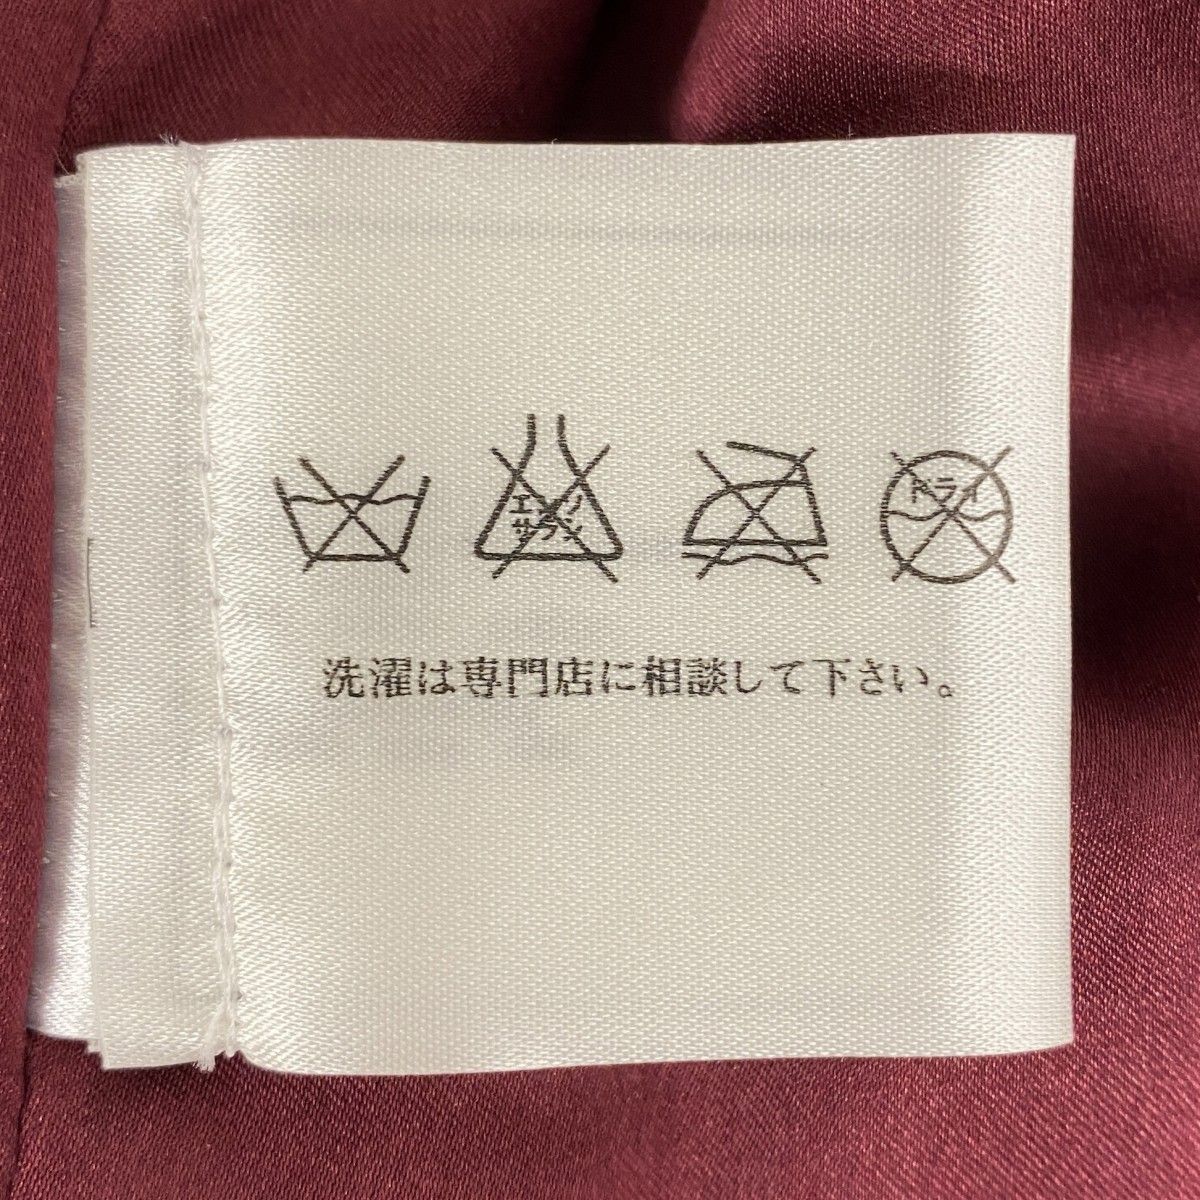 エンソ
サラシ
ドライ
洗濯は専門店に相談して下さい。